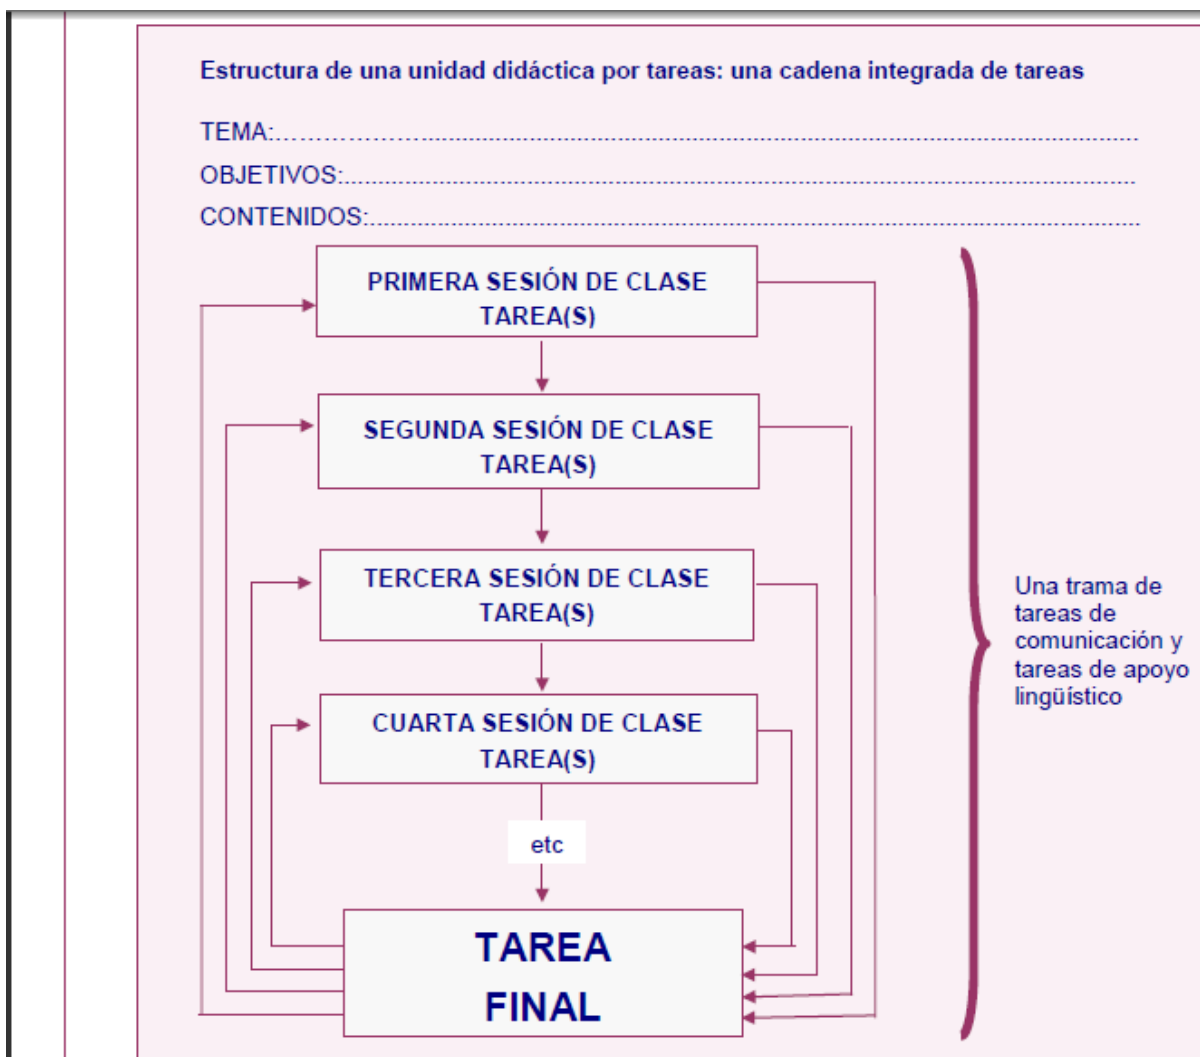 Estructura de una unidad didáctica por tareas: una cadena integrada de tareas
TEMA:.......................................................................................................................................
OBJETIVOS:.......................................................................................................................................
CONTENIDOS:.......................................................................................................................................
PRIMERA SESIÓN DE CLASE
TAREA(S)
SEGUNDA SESIÓN DE CLASE
TAREA(S)
TERCERA SESIÓN DE CLASE
TAREA(S)
CUARTA SESIÓN DE CLASE
TAREA(S)
etc
TAREA
FINAL
Una trama de
tareas de
comunicación y
tareas de apoyo
lingüístico